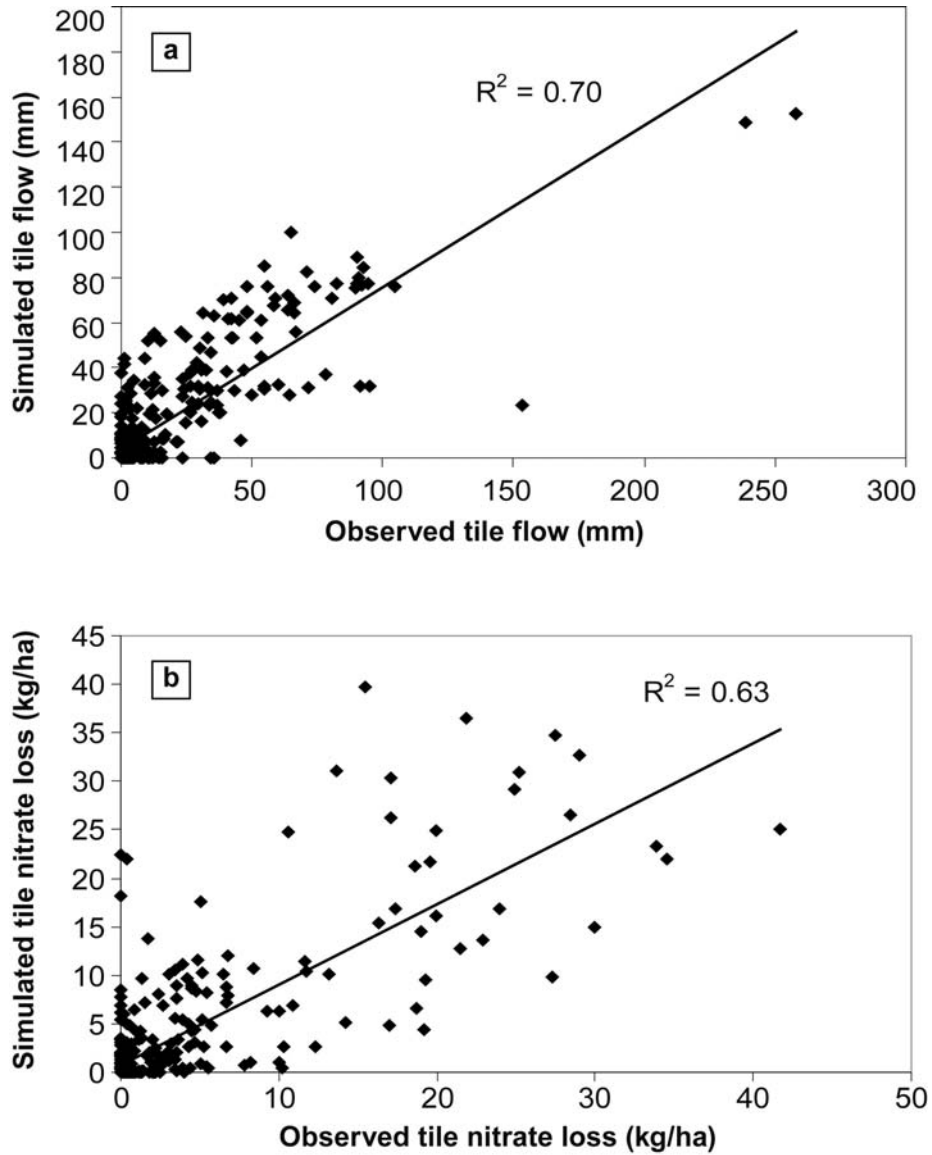 a
R² = 0.70
Simulated tile flow (mm)
200
180
160
140
120
100
80
60
40
20
0
0 50 100 150 200 250 300
Observed tile flow (mm)
b
R² = 0.63
Simulated tile nitrate loss (kg/ha)
45
40
35
30
25
20
15
10
5
0
0 10 20 30 40 50
Observed tile nitrate loss (kg/ha)